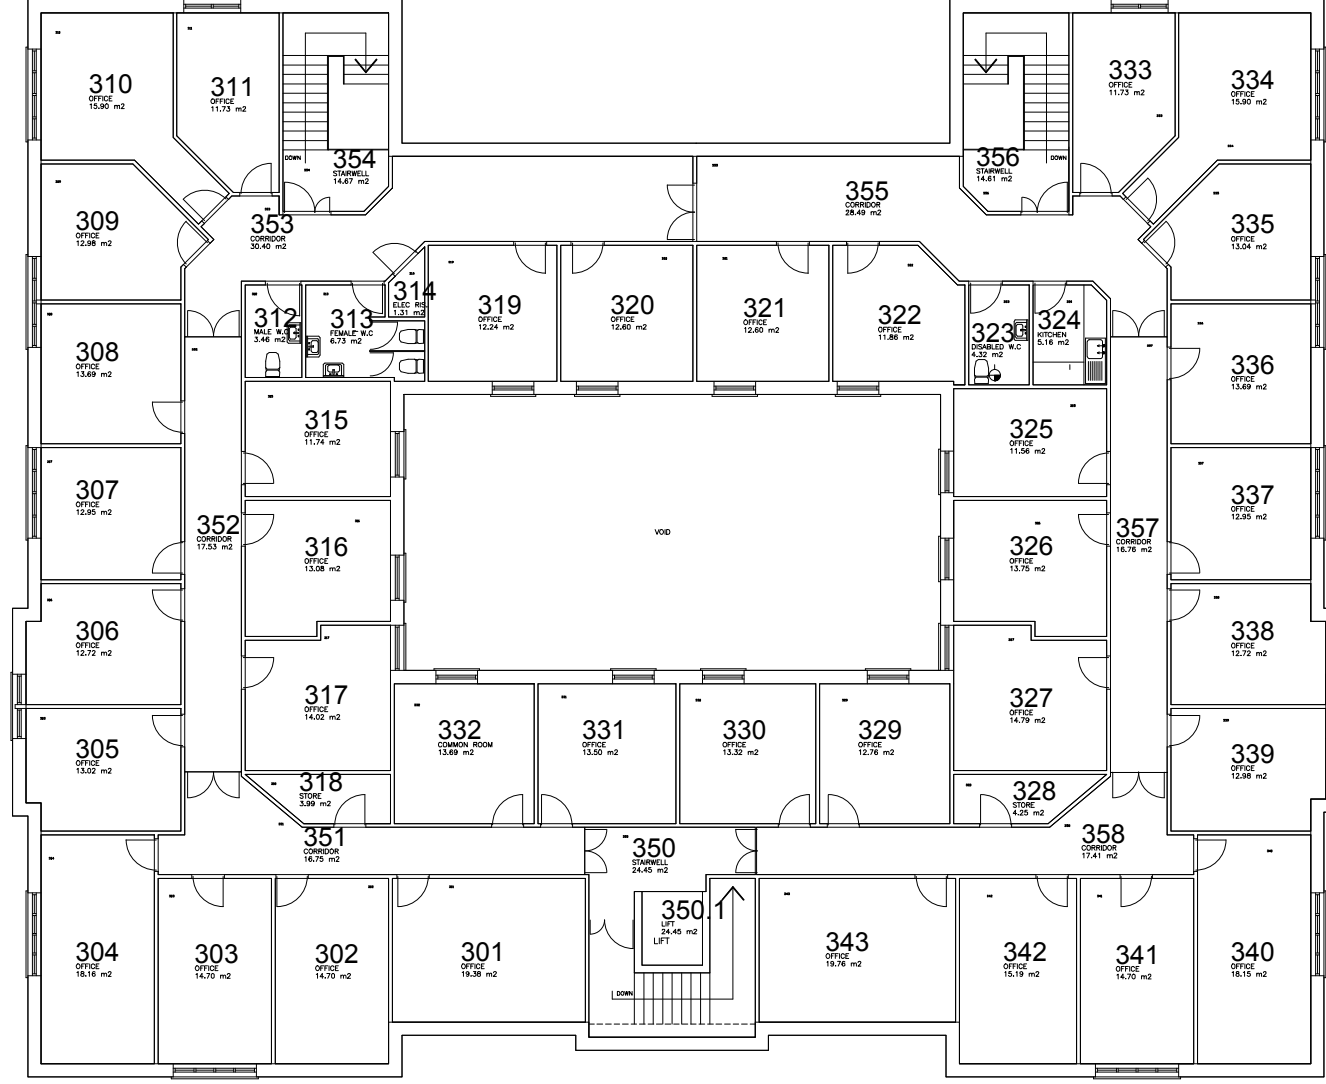 310
OFFICE
15.90 m2
311
OFFICE
11.73 m2
DOWN
354
STAIRWELL
14.67 m2
356
STAIRWELL
14.61 m2
DOWN
333
OFFICE
11.73 m2
334
OFFICE
15.90 m2
309
OFFICE
12.98 m2
353
CORRIDOR
30.40 m2
355
CORRIDOR
28.49 m2
335
OFFICE
13.04 m2
308
OFFICE
13.69 m2
312
MALE W.C
3.46 m2
313
FEMALE W.C
6.73 m2
314
ELEC RIS.
1.31 m2
319
OFFICE
12.24 m2
320
OFFICE
12.60 m2
321
OFFICE
12.60 m2
322
OFFICE
11.86 m2
323
DISABLED W.C
4.32 m2
324
KITCHEN
5.16 m2
336
OFFICE
13.69 m2
315
OFFICE
11.74 m2
325
OFFICE
11.56 m2
307
OFFICE
12.95 m2
352
CORRIDOR
17.53 m2
316
OFFICE
13.08 m2
VOID
326
OFFICE
13.75 m2
357
CORRIDOR
16.76 m2
337
OFFICE
12.95 m2
306
OFFICE
12.72 m2
338
OFFICE
12.72 m2
317
OFFICE
14.02 m2
327
OFFICE
14.79 m2
305
OFFICE
13.02 m2
332
COMMON ROOM
13.69 m2
331
OFFICE
13.50 m2
330
OFFICE
13.32 m2
329
OFFICE
12.76 m2
339
OFFICE
12.98 m2
318
STORE
3.99 m2
328
STORE
4.25 m2
351
CORRIDOR
16.75 m2
350
STAIRWELL
24.45 m2
358
CORRIDOR
17.41 m2
350.1
LIFT
24.45 m2
LIFT
304
OFFICE
18.16 m2
303
OFFICE
14.70 m2
302
OFFICE
14.70 m2
301
OFFICE
19.38 m2
343
OFFICE
19.76 m2
342
OFFICE
15.19 m2
341
OFFICE
14.70 m2
340
OFFICE
18.15 m2
DOWN